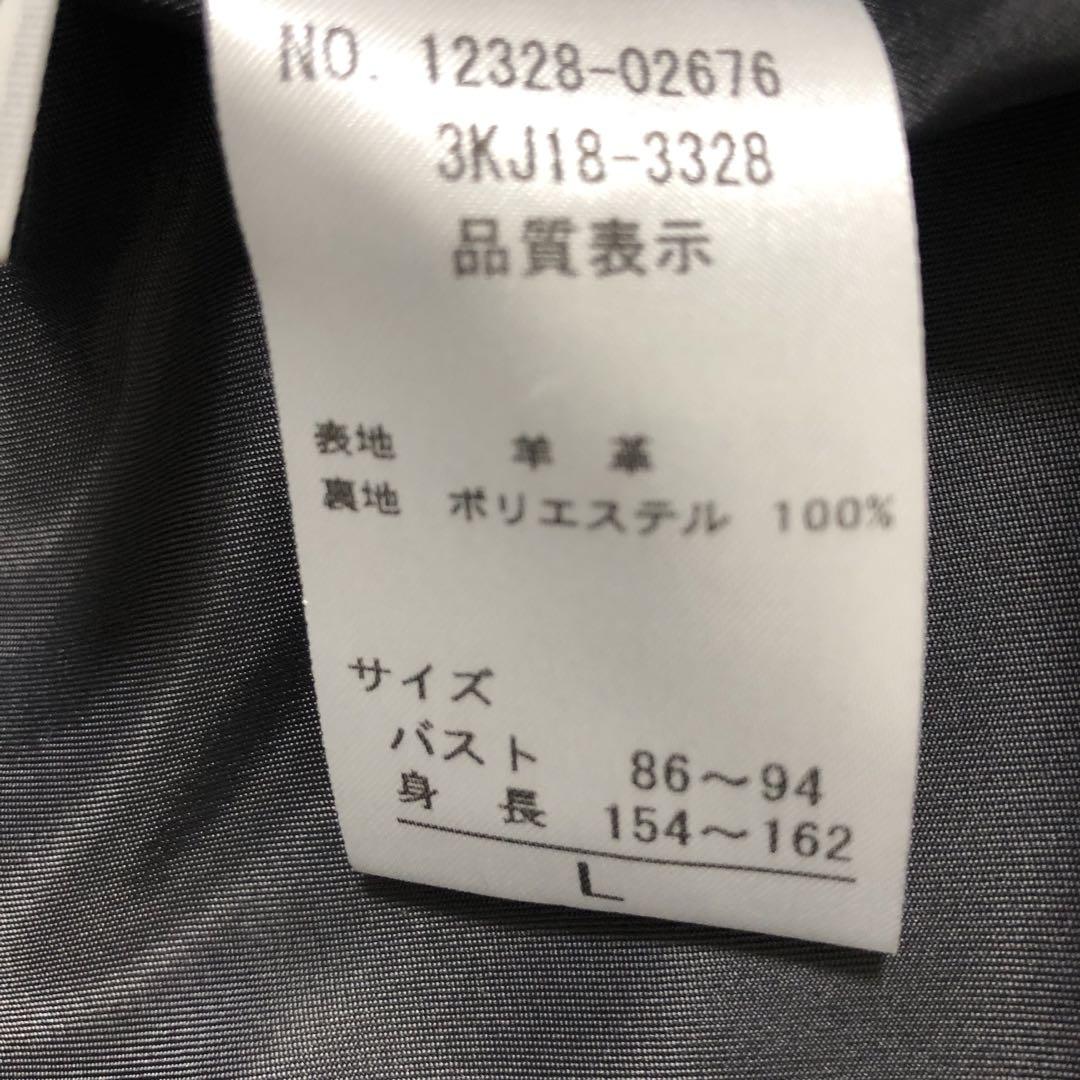 NO. 12328-02676
3KJ18-3328
品質表示
表地 羊 革
裏地 ポリエステル 100%
サイズ
バスト 86～94
身 長 154～162
L